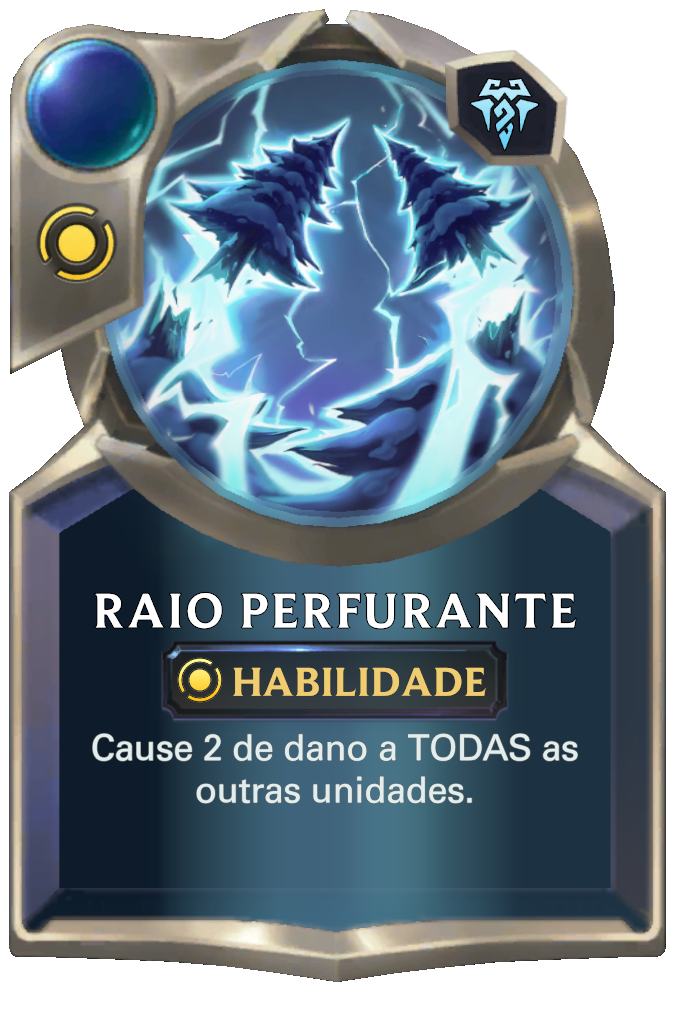 RAIO PERFURANTE
HABILIDADE
Cause 2 de dano a TODAS as
outras unidades.